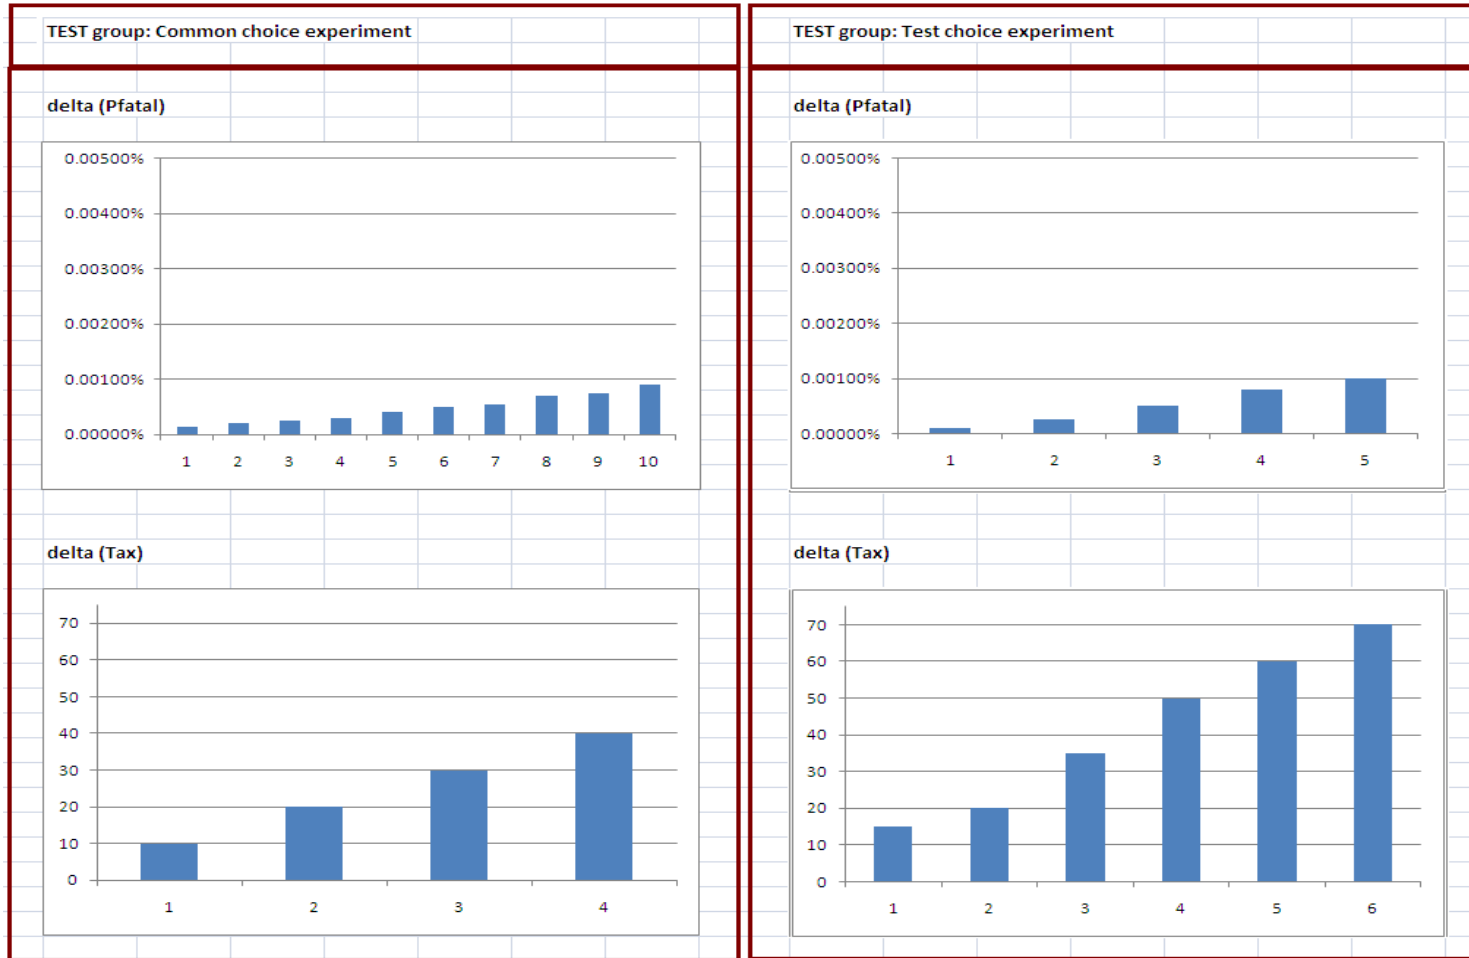 TEST group: Common choice experiment
delta (Pfatal)
0.00500%
0.00400%
0.00300%
0.00200%
0.00100%
0.00000%
1 2 3 4 5 6 7 8 9 10
delta (Tax)
70
60
50
40
30
20
10
0
1 2 3 4
TEST group: Test choice experiment
delta (Pfatal)
0.00500%
0.00400%
0.00300%
0.00200%
0.00100%
0.00000%
1 2 3 4 5
delta (Tax)
70
60
50
40
30
20
10
0
1 2 3 4 5 6